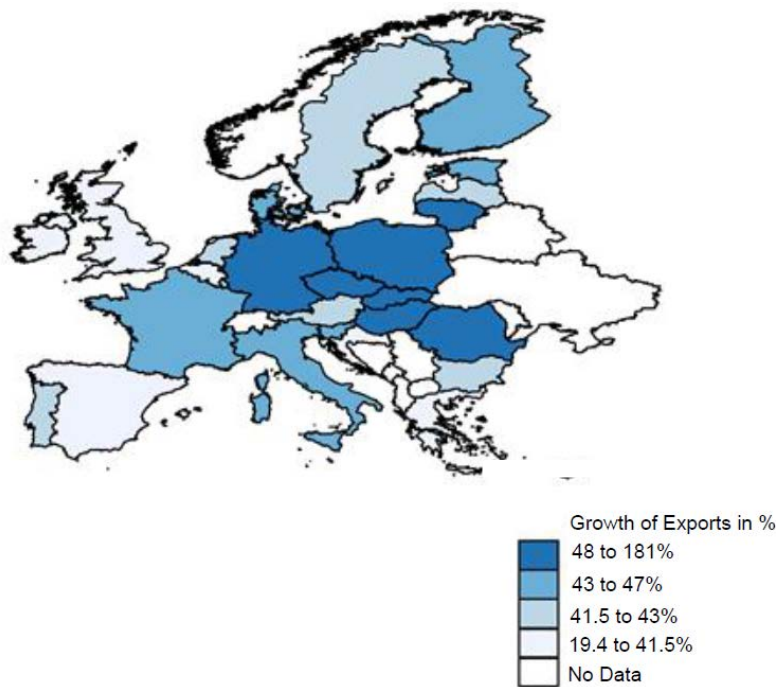 Growth of Exports in %
48 to 181%
43 to 47%
41.5 to 43%
19.4 to 41.5%
No Data